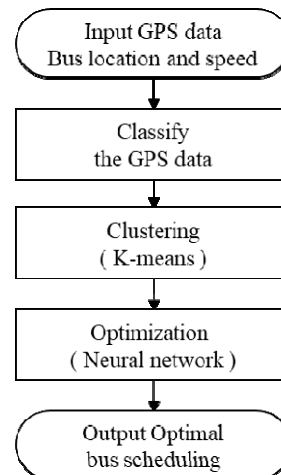 Input GPS data
Bus location and speed
Classify
the GPS data
Clustering
( K-means )
Optimization
( Neural network )
Output Optimal
bus scheduling